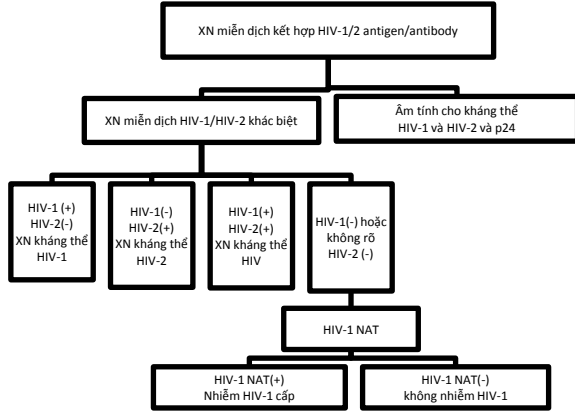 XN miễn dịch kết hợp HIV-1/2 antigen/antibody
XN miễn dịch HIV-1/HIV-2 khác biệt
Âm tính cho kháng thể
HIV-1 và HIV-2 và p24
HIV-1 (+)
HIV-2(-)
XN kháng thể
HIV-1
HIV-1(-)
HIV-2(+)
XN kháng thể
HIV-2
HIV-1(+)
HIV-2(+)
XN kháng thể
HIV
HIV-1(-) hoặc
không rõ
HIV-2 (-)
HIV-1 NAT
HIV-1 NAT(+)
Nhiễm HIV-1 cấp
HIV-1 NAT(-)
không nhiễm HIV-1